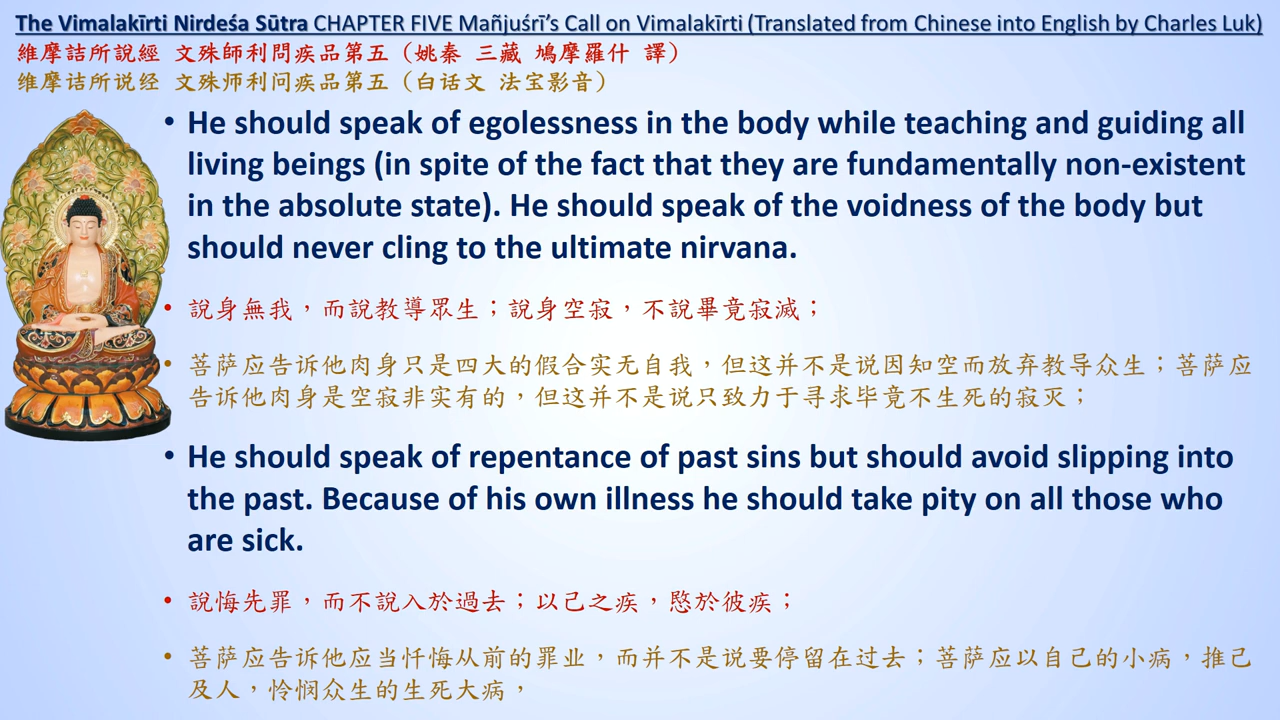 The Vimalakīrti Nirdeśa Sūtra CHAPTER FIVE Mañjuśrī's Call on Vimalakīrti (Translated from Chinese into English by Charles Luk)
維摩詰所說經 文殊師利問疾品第五（姚秦 三藏 鳩摩羅什 譯）
维摩诘所说经 文殊师利问疾品第五（白话文 法宝影音）
• He should speak of egolessness in the body while teaching and guiding all
living beings (in spite of the fact that they are fundamentally non-existent
in the absolute state). He should speak of the voidness of the body but
should never cling to the ultimate nirvana.
• 說身無我，而說教導眾生；說身空寂，不說畢竟寂滅；
• 菩萨应告诉他肉身只是四大的假合实无自我，但这并不是说因知空而放弃教导众生；菩萨应
告诉他肉身是空寂非实有的，但这并不是说只致力于寻求毕竟不生死的寂灭；
• He should speak of repentance of past sins but should avoid slipping into
the past. Because of his own illness he should take pity on all those who
are sick.
• 說悔先罪，而不說入於過去；以己之疾，愍於彼疾；
• 菩萨应告诉他应当忏悔从前的罪业，而并不是说要停留在过去；菩萨应以自己的小病，推己
及人，怜悯众生的生死大病，